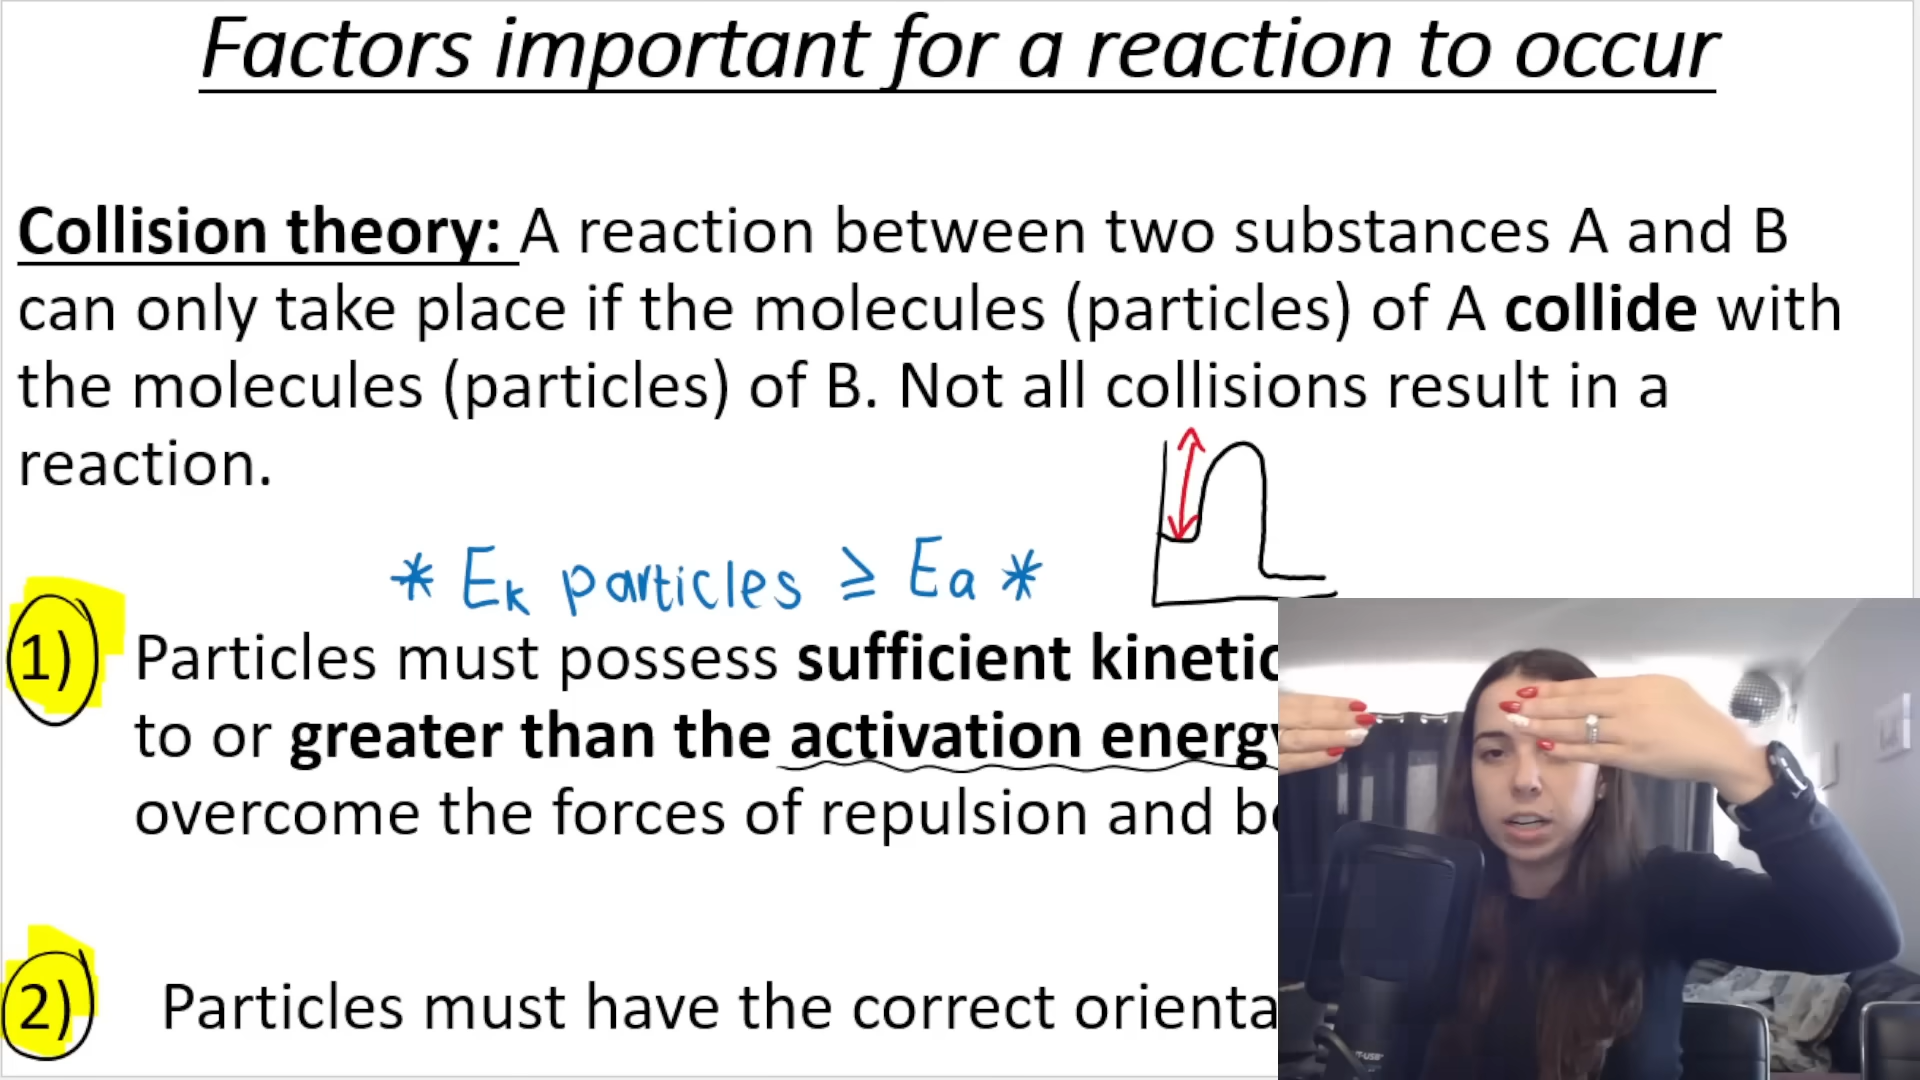 Factors important for a reaction to occur
Collision theory: A reaction between two substances A and B
can only take place if the molecules (particles) of A collide with
the molecules (particles) of B. Not all collisions result in a
reaction.
* Ek particles ≥ Ea *
1) Particles must possess sufficient kinetic
to or greater than the activation energy
overcome the forces of repulsion and
2) Particles must have the correct